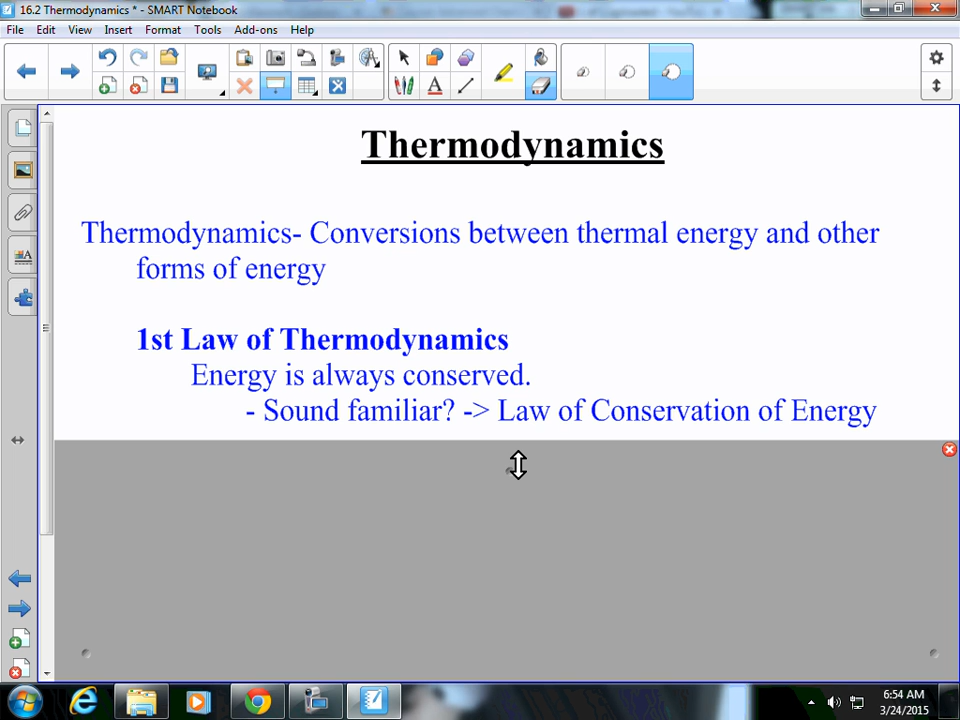 16.2 Thermodynamics * - SMART Notebook
File Edit View Insert Format Tools Add-ons Help
Thermodynamics
Thermodynamics- Conversions between thermal energy and other
forms of energy
1st Law of Thermodynamics
Energy is always conserved.
- Sound familiar? -> Law of Conservation of Energy
6:54 AM
3/24/2015